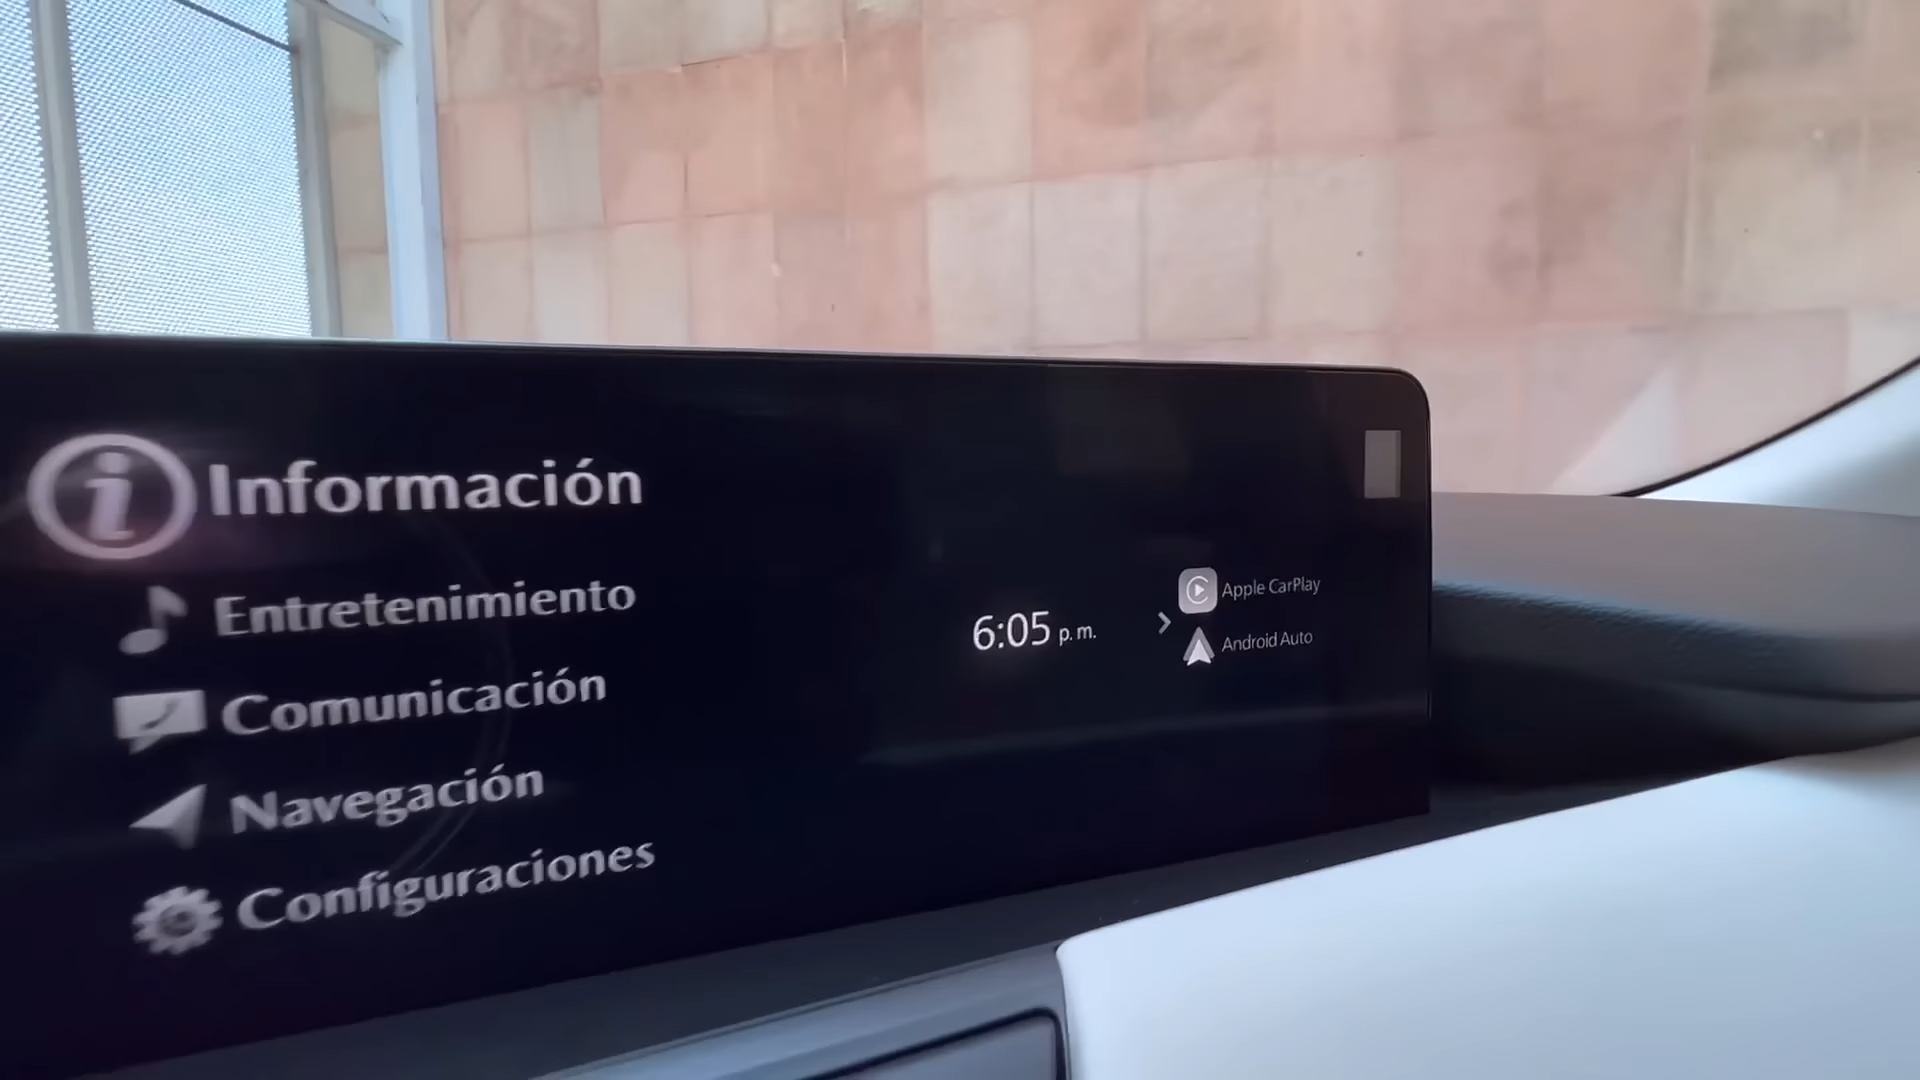 Información
Entretenimiento
Comunicación
Navegación
Configuraciones
6:05 p. m.
Apple CarPlay
Android Auto